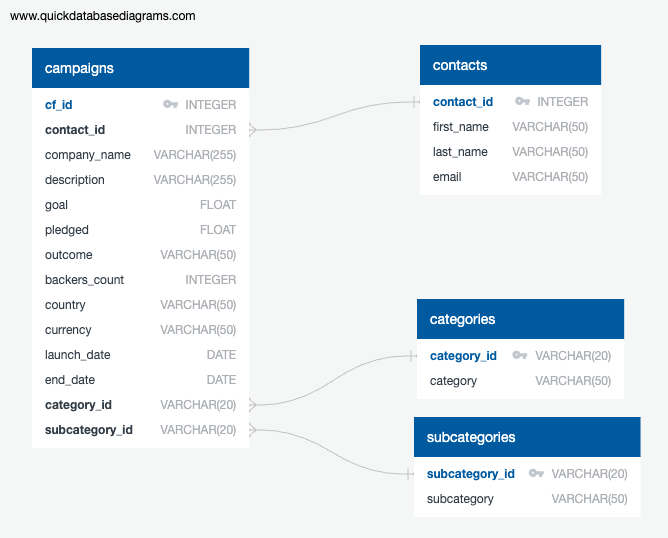 www.quickdatabasediagrams.com
campaigns
cf_id INTEGER
contact_id INTEGER
company_name VARCHAR(255)
description VARCHAR(255)
goal FLOAT
pledged FLOAT
outcome VARCHAR(50)
backers_count INTEGER
country VARCHAR(50)
currency VARCHAR(50)
launch_date DATE
end_date DATE
category_id VARCHAR(20)
subcategory_id VARCHAR(20)
contacts
contact_id INTEGER
first_name VARCHAR(50)
last_name VARCHAR(50)
email VARCHAR(50)
categories
category_id VARCHAR(20)
category VARCHAR(50)
subcategories
subcategory_id VARCHAR(20)
subcategory VARCHAR(50)